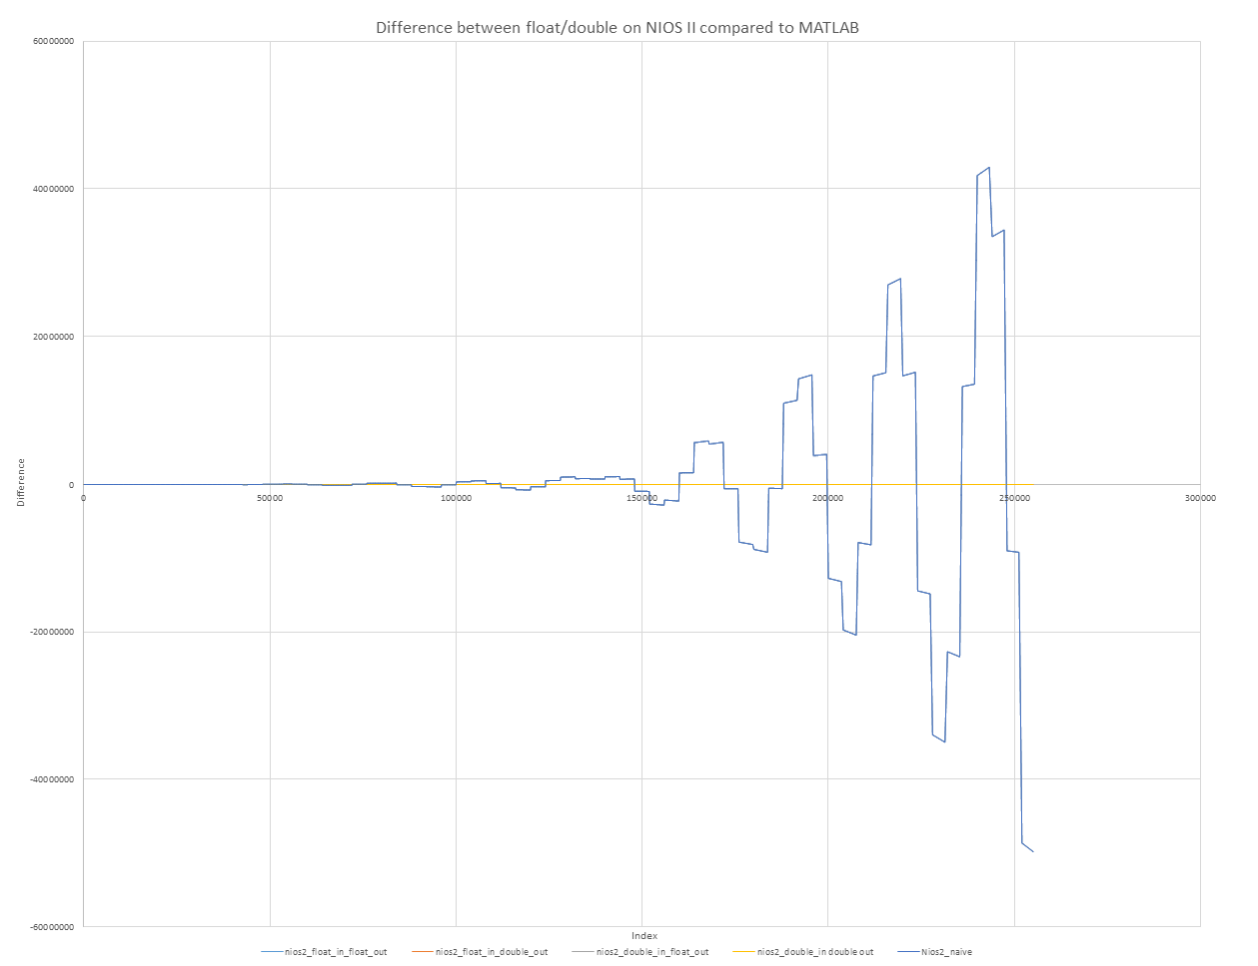 Difference between float/double on NIOS II compared to MATLAB
60000000
40000000
20000000
0
-20000000
-40000000
-60000000
Difference
0 50000 100000 150000 200000 250000 300000
Index
nios2_float_in_float_out nios2_float_in_double_out nios2_double_in_float_out nios2_double_in double out Nios2_naive